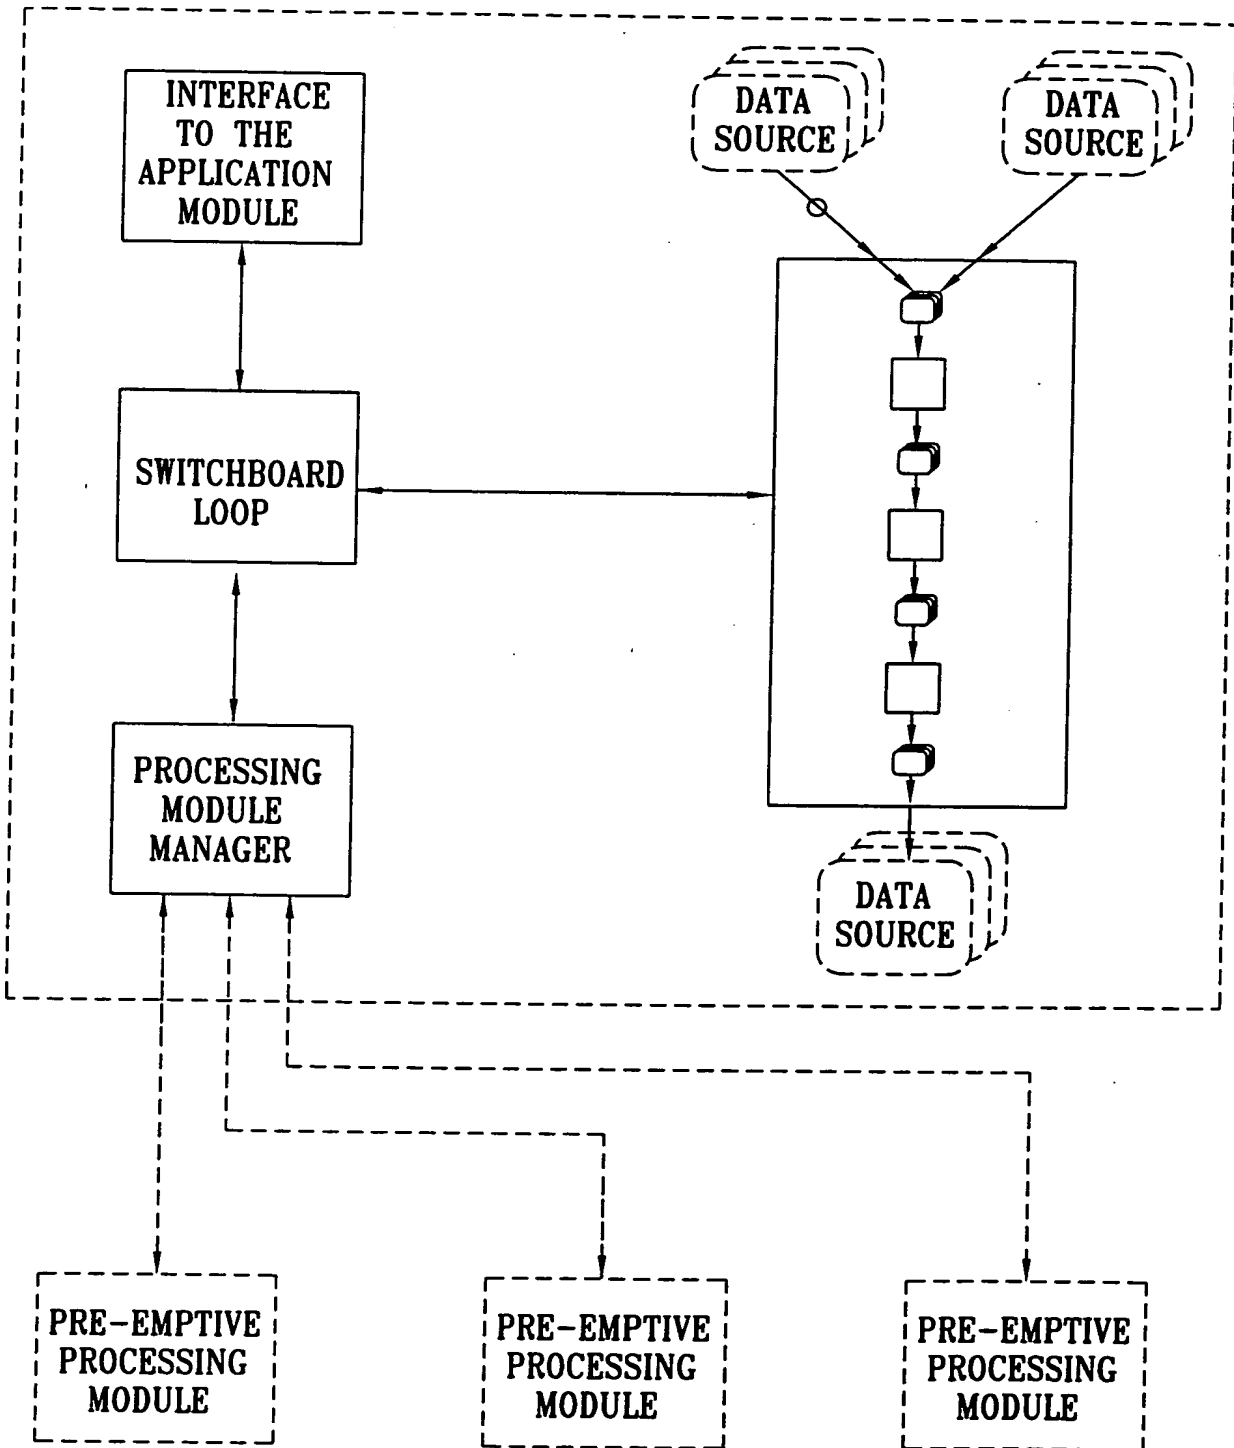 INTERFACE
TO THE
APPLICATION
MODULE
DATA
SOURCE
DATA
SOURCE
SWITCHBOARD
LOOP
PROCESSING
MODULE
MANAGER
DATA
SOURCE
PRE-EMPTIVE
PROCESSING
MODULE
PRE-EMPTIVE
PROCESSING
MODULE
PRE-EMPTIVE
PROCESSING
MODULE